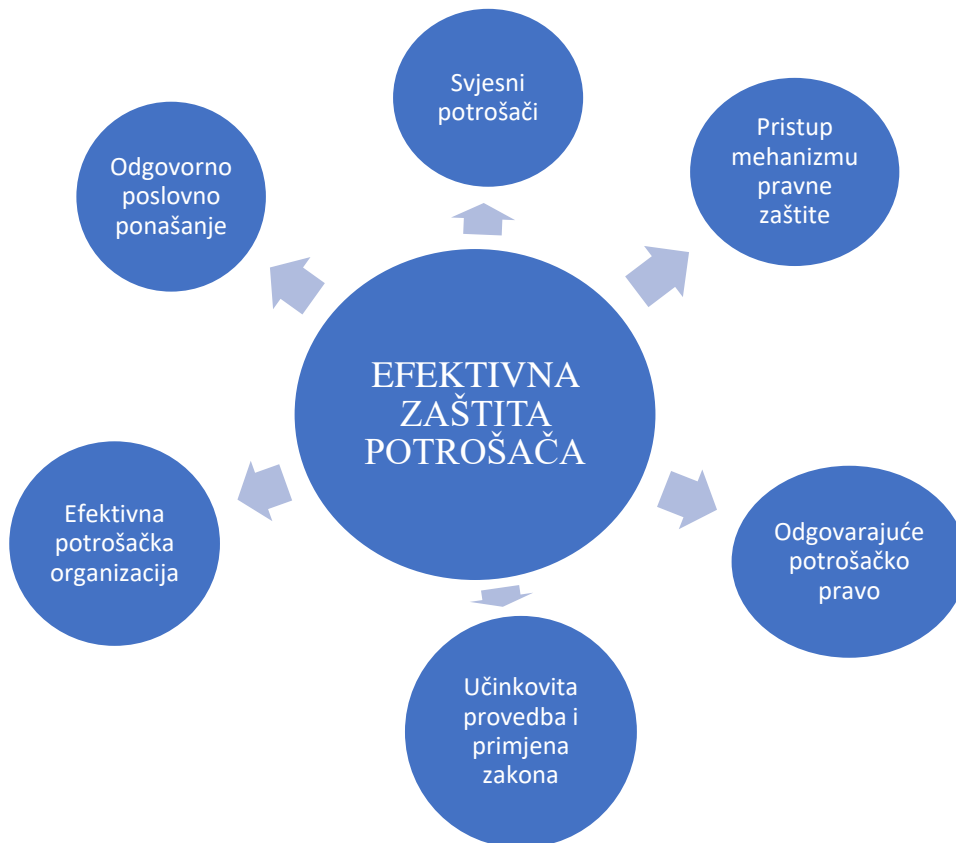 Svjesni
potrošači
Pristup
mehanizmu
pravne
zaštite
Odgovorno
poslovno
ponašanje
EFEKTIVNA
ZAŠTITA
POTROŠAČA
Efektivna
potrošačka
organizacija
Odgovarajuće
potrošačko
pravo
Učinkovita
provedba i
primjena
zakona